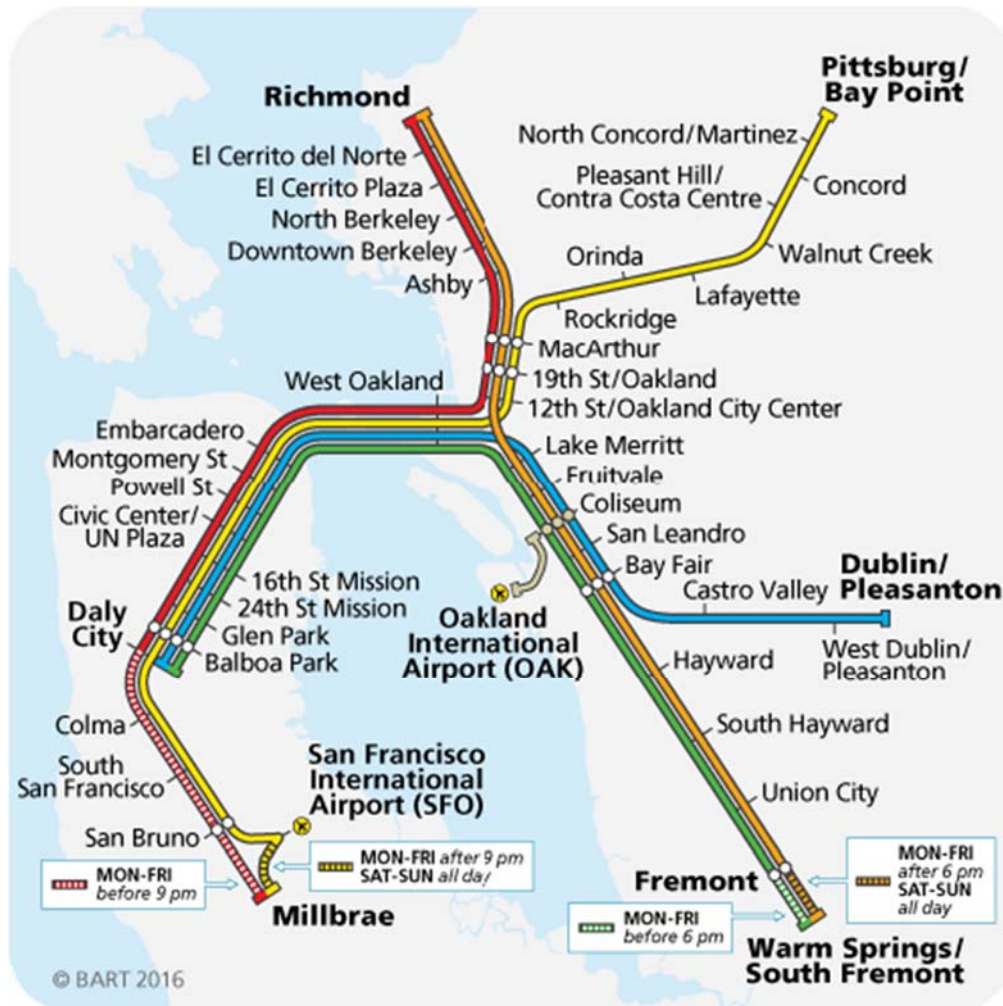 Richmond
El Cerrito del Norte
El Cerrito Plaza
North Berkeley
Downtown Berkeley
Ashby
Pittsburg/
Bay Point
North Concord/Martinez
Pleasant Hill/
Contra Costa Centre
Concord
Walnut Creek
Orinda
Lafayette
Rockridge
MacArthur
19th St/Oakland
12th St/Oakland City Center
West Oakland
Embarcadero
Montgomery St
Powell St
Civic Center/
UN Plaza
16th St Mission
24th St Mission
Glen Park
Balboa Park
Daly
City
Lake Merritt
Fruitvale
Coliseum
San Leandro
Bay Fair
Castro Valley
Dublin/
Pleasanton
West Dublin/
Pleasanton
Oakland
International
Airport (OAK)
Hayward
South Hayward
Union City
Colma
South
San Francisco
San Bruno
San Francisco
International
Airport (SFO)
MON-FRI
before 9 pm
MON-FRI after 9 pm
SAT-SUN all day
Millbrae
Fremont
MON-FRI
before 6 pm
MON-FRI
after 6 pm
SAT-SUN
all day
Warm Springs/
South Fremont
© BART 2016